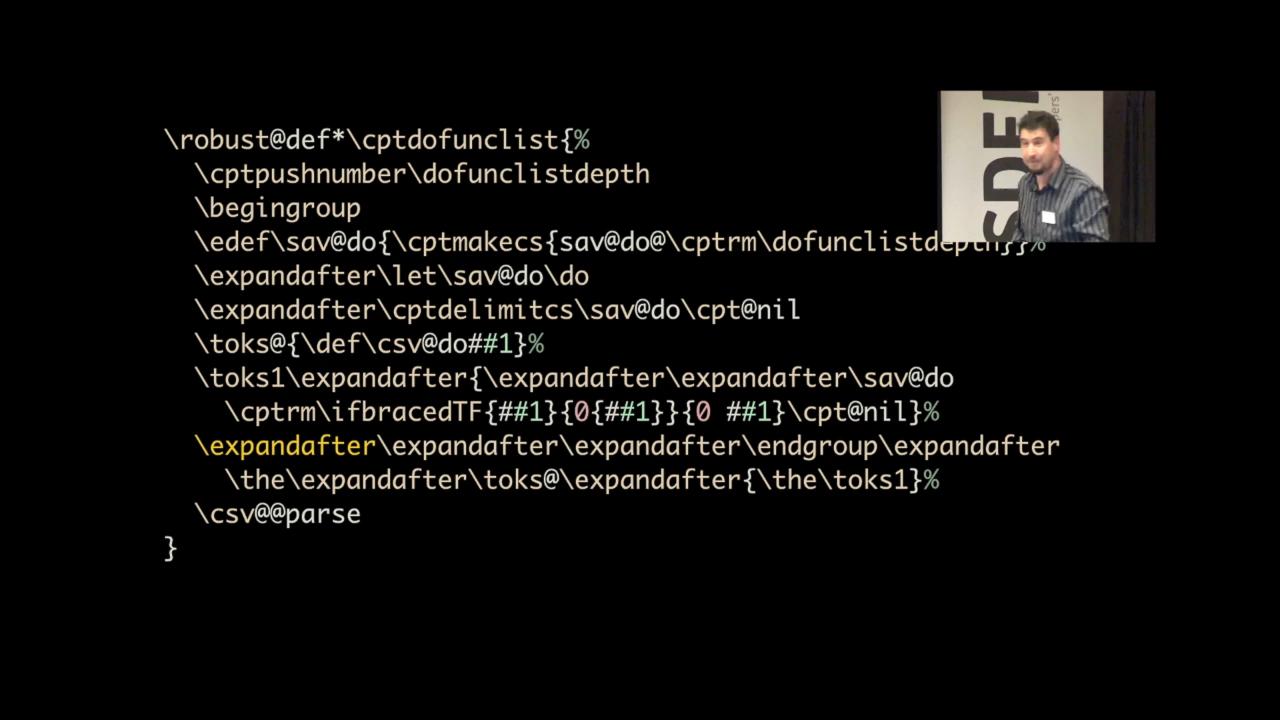 \robust@def*\cptdofunclist{%
\cptpushnumber\dofunclistdepth
\begingroup
\edef\sav@do{\cptmakecs{sav@do@\cptrm\dofunclistdepth}}%
\expandafter\let\sav@do\do
\expandafter\cptdelimitcs\sav@do\cpt@nil
\toks@{\def\csv@do##1}%
\toks1\expandafter{\expandafter\expandafter\sav@do
\cptrm\ifbracedTF{##1}{0{##1}}{0 ##1}\cpt@nil}%
\expandafter\expandafter\expandafter\endgroup\expandafter
\the\expandafter\toks@\expandafter{\the\toks1}%
\csv@@parse
}
SDE
pers'